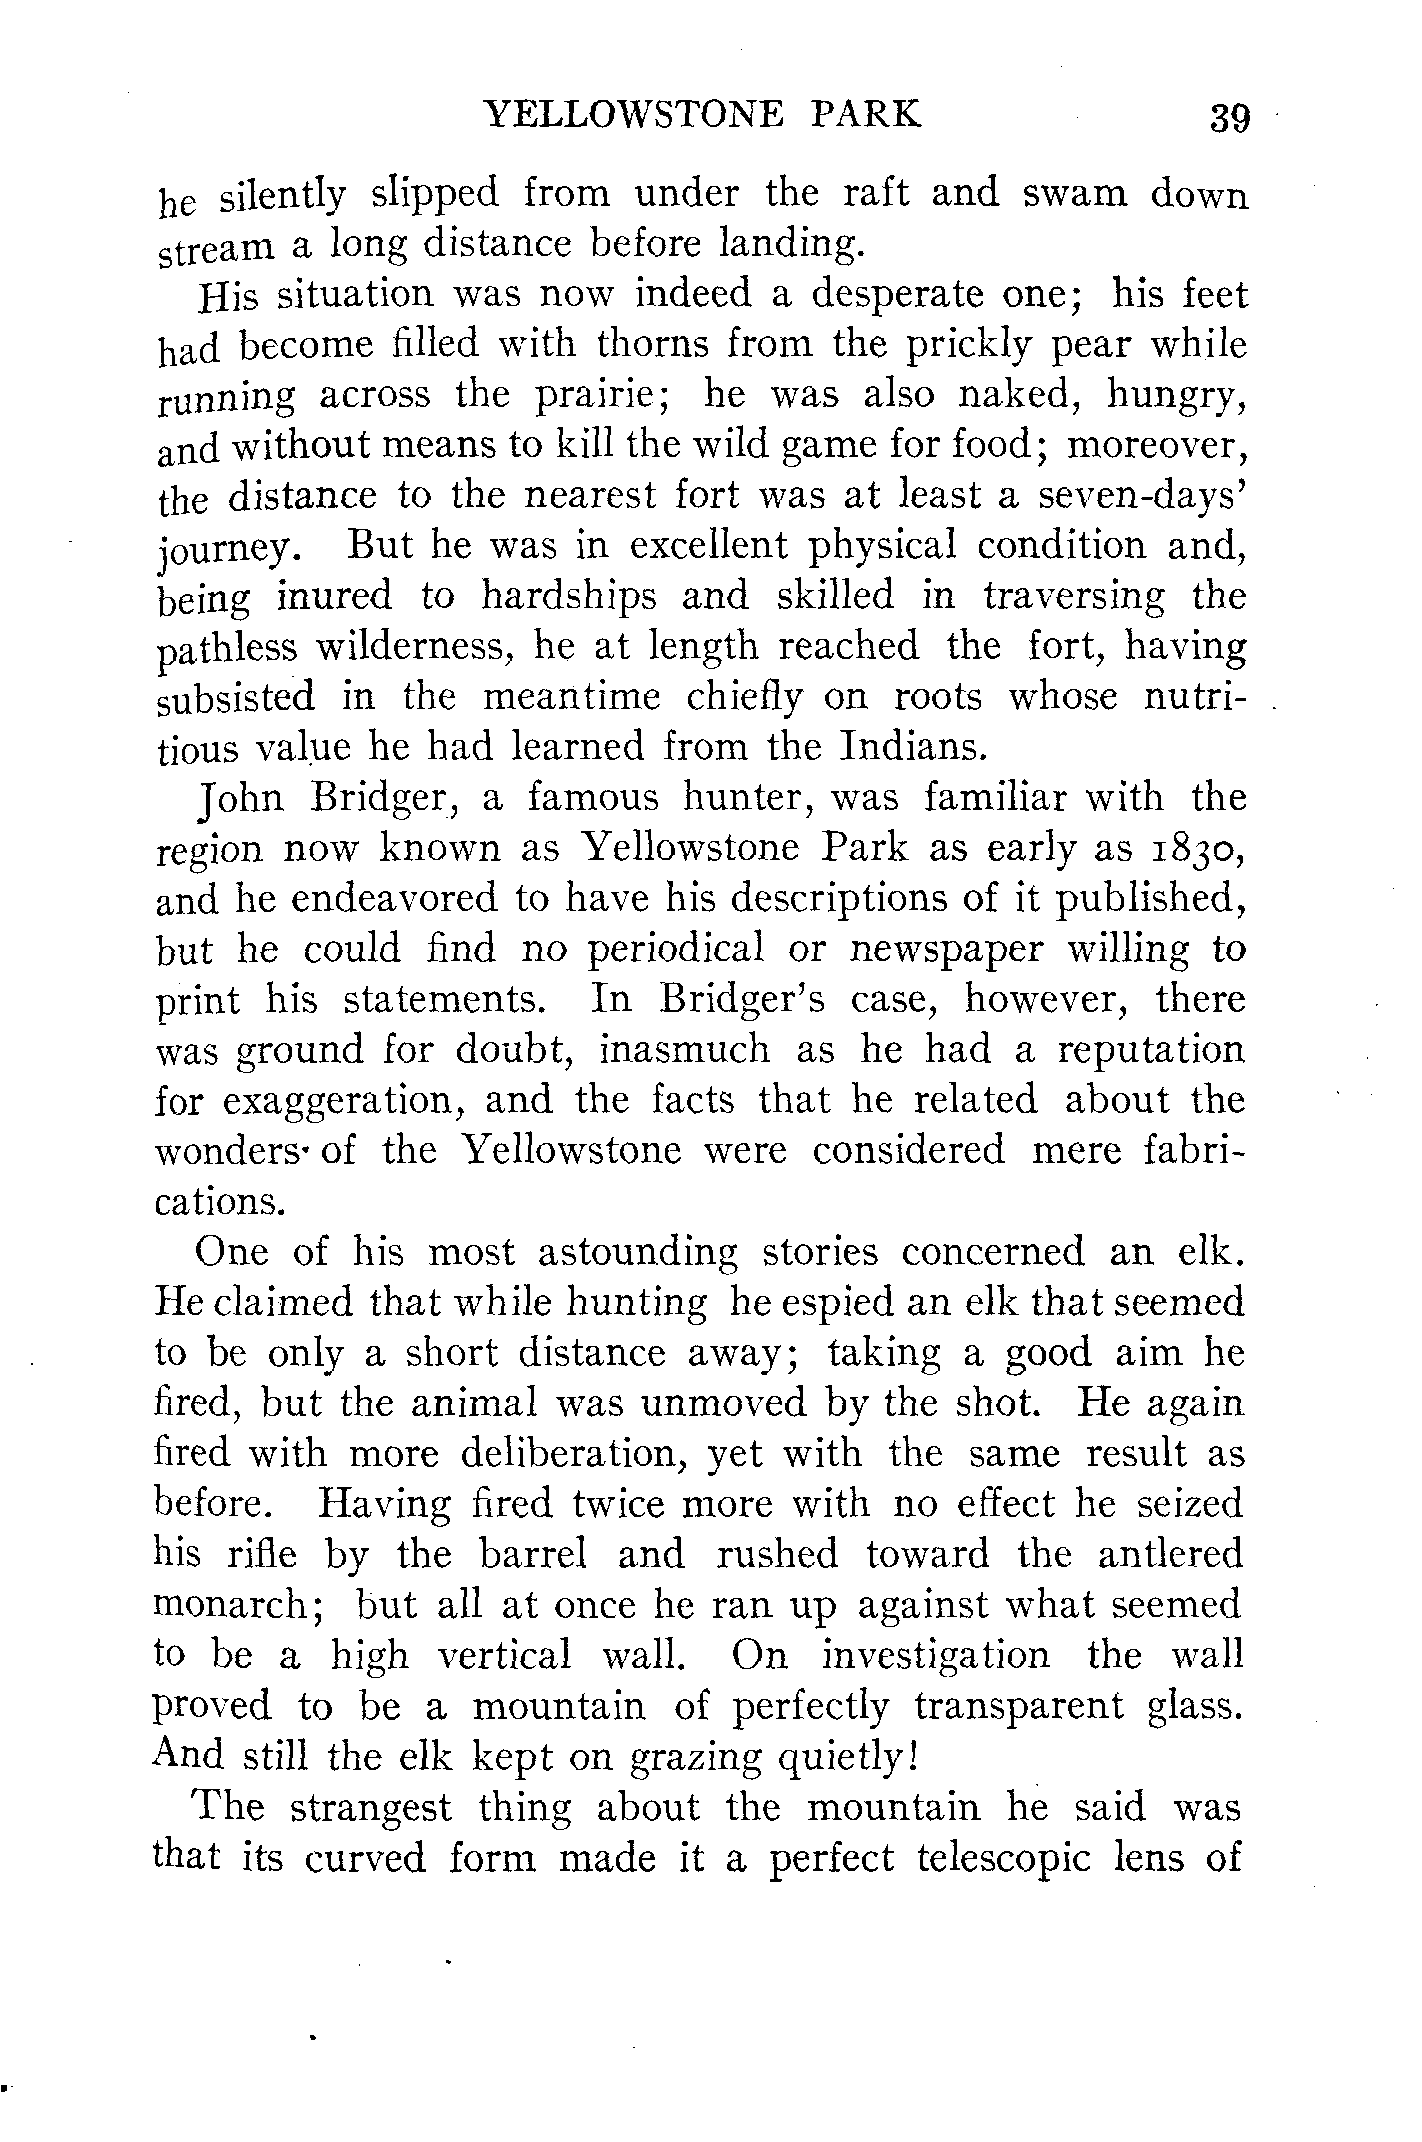 YELLOWSTONE PARK 39
he silently slipped from under the raft and swam down
stream a long distance before landing.
His situation was now indeed a desperate one; his feet
had become filled with thorns from the prickly pear while
running across the prairie; he was also naked, hungry,
and without means to kill the wild game for food; moreover,
the distance to the nearest fort was at least a seven-days'
journey. But he was in excellent physical condition and,
being inured to hardships and skilled in traversing the
pathless wilderness, he at length reached the fort, having
subsisted in the meantime chiefly on roots whose nutri-
tious value he had learned from the Indians.
John Bridger, a famous hunter, was familiar with the
region now known as Yellowstone Park as early as 1830,
and he endeavored to have his descriptions of it published,
but he could find no periodical or newspaper willing to
print his statements. In Bridger's case, however, there
was ground for doubt, inasmuch as he had a reputation
for exaggeration, and the facts that he related about the
wonders of the Yellowstone were considered mere fabri-
cations.
One of his most astounding stories concerned an elk.
He claimed that while hunting he espied an elk that seemed
to be only a short distance away; taking a good aim he
fired, but the animal was unmoved by the shot. He again
fired with more deliberation, yet with the same result as
before. Having fired twice more with no effect he seized
his rifle by the barrel and rushed toward the antlered
monarch; but all at once he ran up against what seemed
to be a high vertical wall. On investigation the wall
proved to be a mountain of perfectly transparent glass.
And still the elk kept on grazing quietly!
The strangest thing about the mountain he said was
that its curved form made it a perfect telescopic lens of